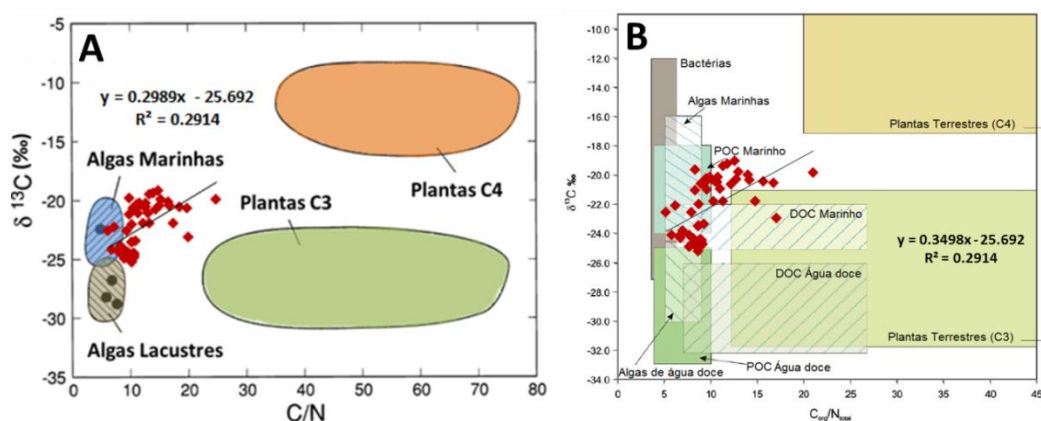 A
-5
-10
-15
-20
-25
-30
-35
δ ¹³C (‰)
y = 0.2989x - 25.692
R² = 0.2914
Algas Marinhas
Plantas C4
Plantas C3
Algas Lacustres
0 10 20 30 40 50 60 70 80
C/N
B
-10.0
-12.0
-14.0
-16.0
-18.0
-20.0
-22.0
-24.0
-26.0
-28.0
-30.0
-32.0
-34.0
δ¹³C ‰
Bactérias
Algas Marinhas
POC Marinho
Plantas Terrestres (C4)
DOC Marinho
y = 0.3498x - 25.692
R² = 0.2914
DOC Água doce
Plantas Terrestres (C3)
Algas de água doce
POC Água doce
0 5 10 15 20 25 30 35 40 45
Corg/Ntotal